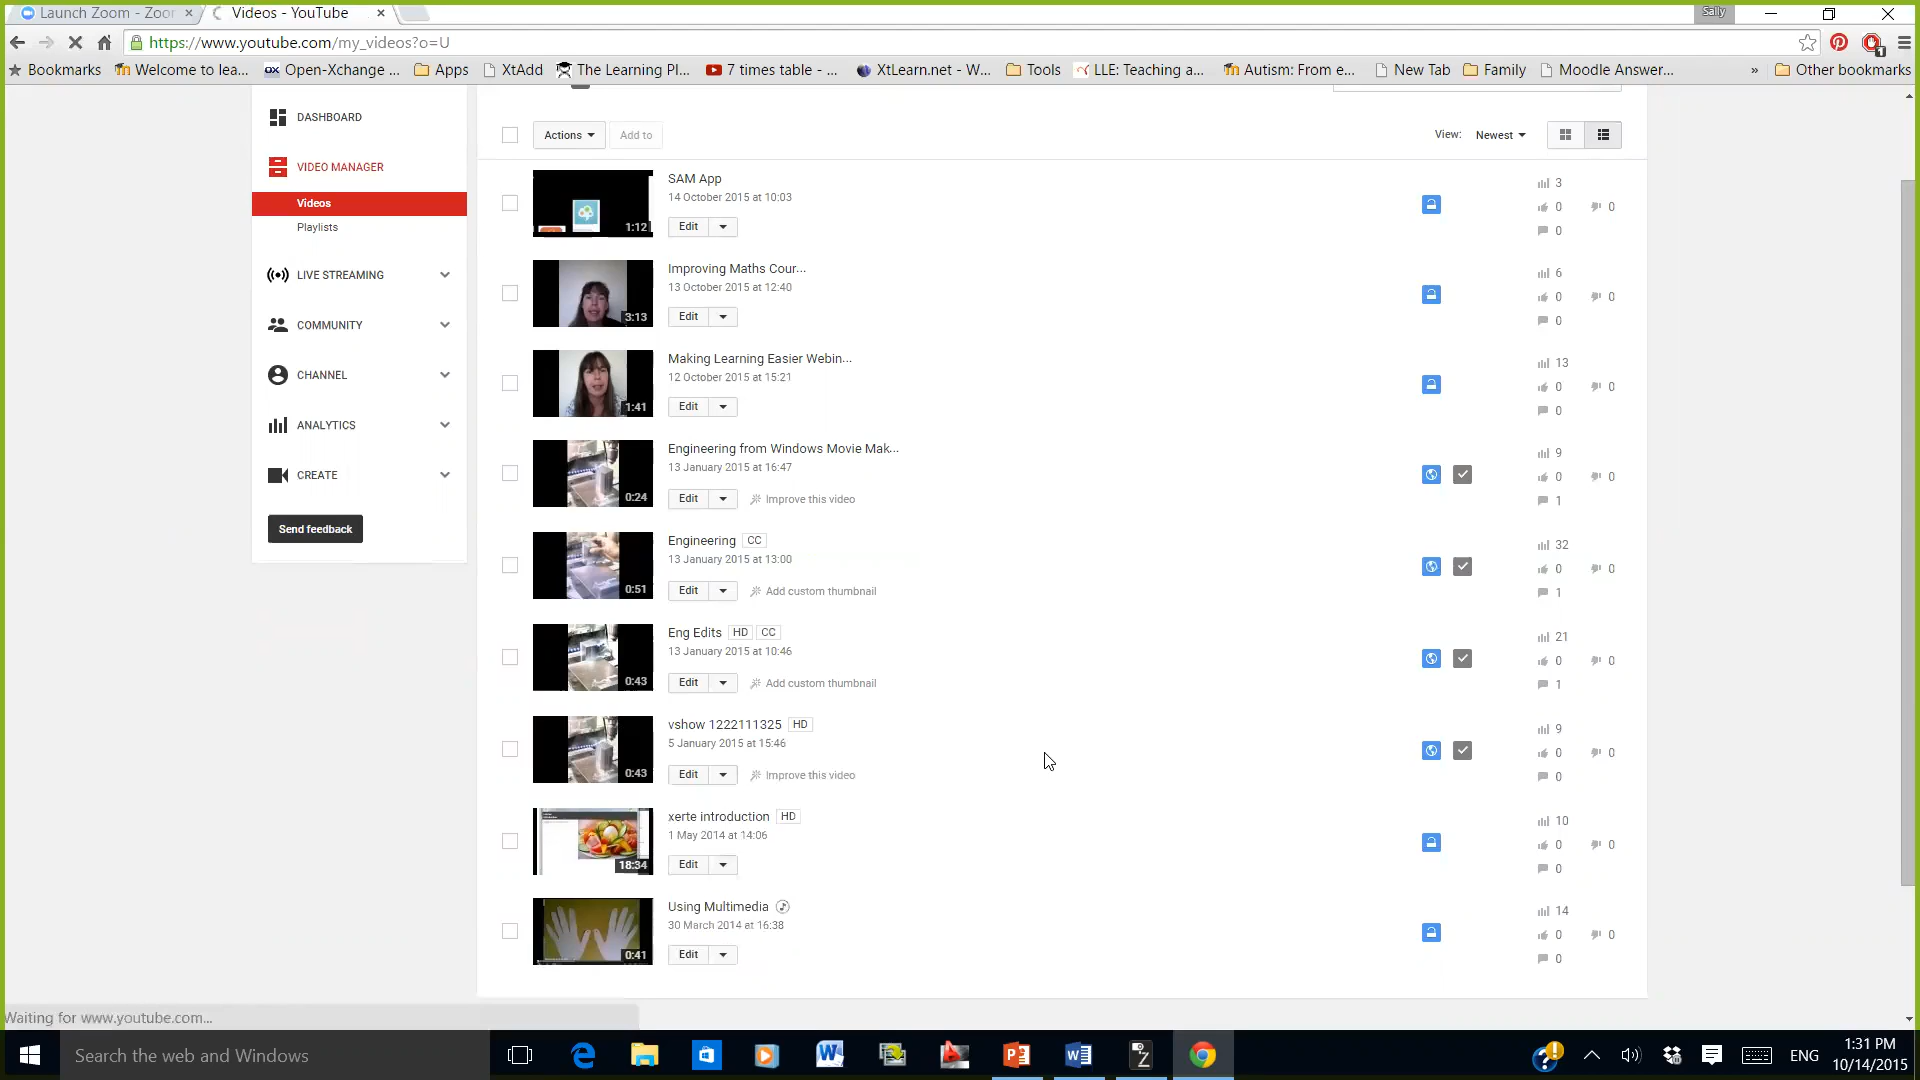 Launch Zoom - Zoor
Videos - YouTube
Sally
https://www.youtube.com/my_videos?o=U
1
Bookmarks
Welcome to lea...
Open-Xchange ...
Apps
XtAdd
The Learning Pl...
7 times table - ...
XtLearn.net - W...
Tools
LLE: Teaching a...
Autism: From e...
New Tab
Family
Moodle Answer...
»
Other bookmarks
DASHBOARD
VIDEO MANAGER
Videos
Playlists
LIVE STREAMING
COMMUNITY
CHANNEL
ANALYTICS
CREATE
Send feedback
Actions
Add to
View:
Newest
1:12
SAM App
14 October 2015 at 10:03
Edit
3
0 0
0
3:13
Improving Maths Cour...
13 October 2015 at 12:40
Edit
6
0 0
0
1:41
Making Learning Easier Webin...
12 October 2015 at 15:21
Edit
13
0 0
0
0:24
Engineering from Windows Movie Mak...
13 January 2015 at 16:47
Edit
Improve this video
9
0 0
1
0:51
Engineering CC
13 January 2015 at 13:00
Edit
Add custom thumbnail
32
0 0
1
0:43
Eng Edits HD CC
13 January 2015 at 10:46
Edit
Add custom thumbnail
21
0 0
1
0:43
vshow 1222111325 HD
5 January 2015 at 15:46
Edit
Improve this video
9
0 0
0
18:34
xerte introduction HD
1 May 2014 at 14:06
Edit
10
0 0
0
0:41
Using Multimedia
30 March 2014 at 16:38
Edit
14
0 0
0
Waiting for www.youtube.com...
Search the web and Windows
ENG
1:31 PM
10/14/2015